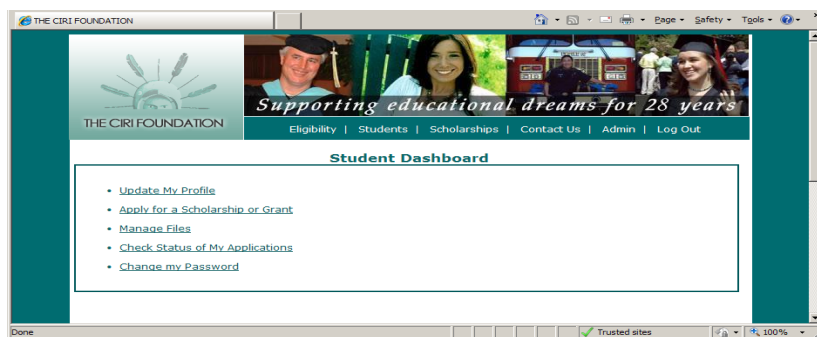 THE CIRI FOUNDATION
Page Safety Tools
Supporting educational dreams for 28 years
THE CIRI FOUNDATION
Eligibility | Students | Scholarships | Contact Us | Admin | Log Out
Student Dashboard
• Update My Profile
• Apply for a Scholarship or Grant
• Manage Files
• Check Status of My Applications
• Change my Password
Done Trusted sites 100%